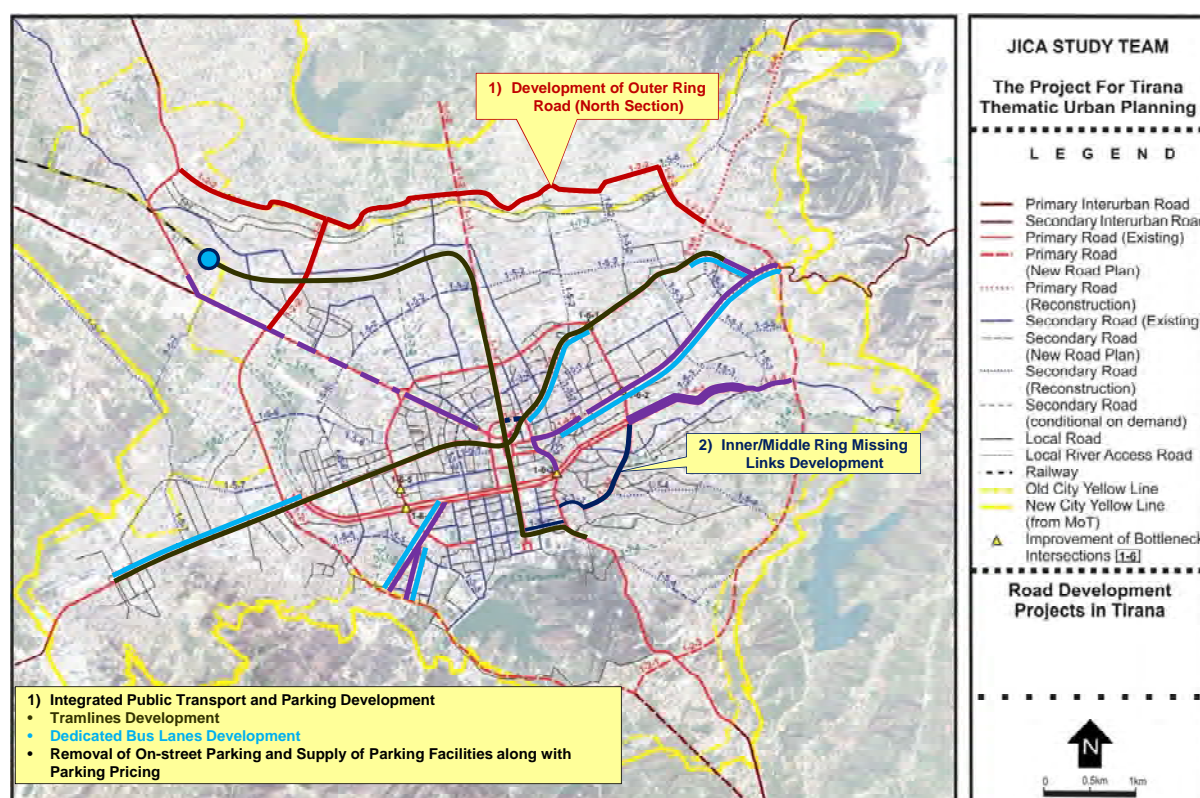 1) Development of Outer Ring
Road (North Section)
2) Inner/Middle Ring Missing
Links Development
1-6-1
1-5-7
1) Integrated Public Transport and Parking Development
• Tramlines Development
• Dedicated Bus Lanes Development
• Removal of On-street Parking and Supply of Parking Facilities along with
Parking Pricing
JICA STUDY TEAM
The Project For Tirana
Thematic Urban Planning
L E G E N D
Primary Interurban Road
Secondary Interurban Road
Primary Road (Existing)
Primary Road
(New Road Plan)
Primary Road
(Reconstruction)
Secondary Road (Existing
Secondary Road
(New Road Plan)
Secondary Road
(Reconstruction)
Secondary Road
(conditional on demand)
Local Road
Local River Access Road
Railway
Old City Yellow Line
New City Yellow Line
(from MoT)
Improvement of Bottleneck
Intersections [1-6]
Road Development
Projects in Tirana
N
0 0.5km 1km